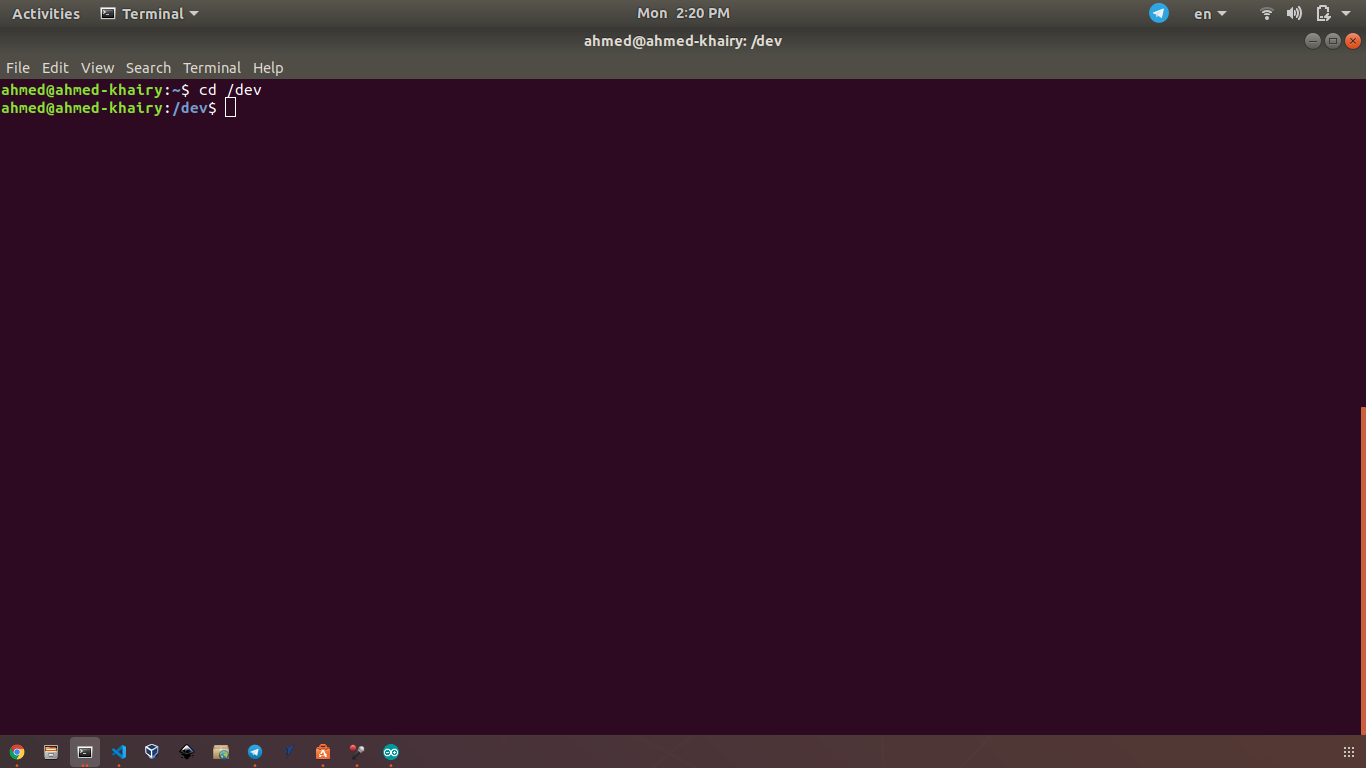 Activities Terminal Mon 2:20 PM en
ahmed@ahmed-khairy: /dev
File Edit View Search Terminal Help
ahmed@ahmed-khairy:~$ cd /dev
ahmed@ahmed-khairy:/dev$